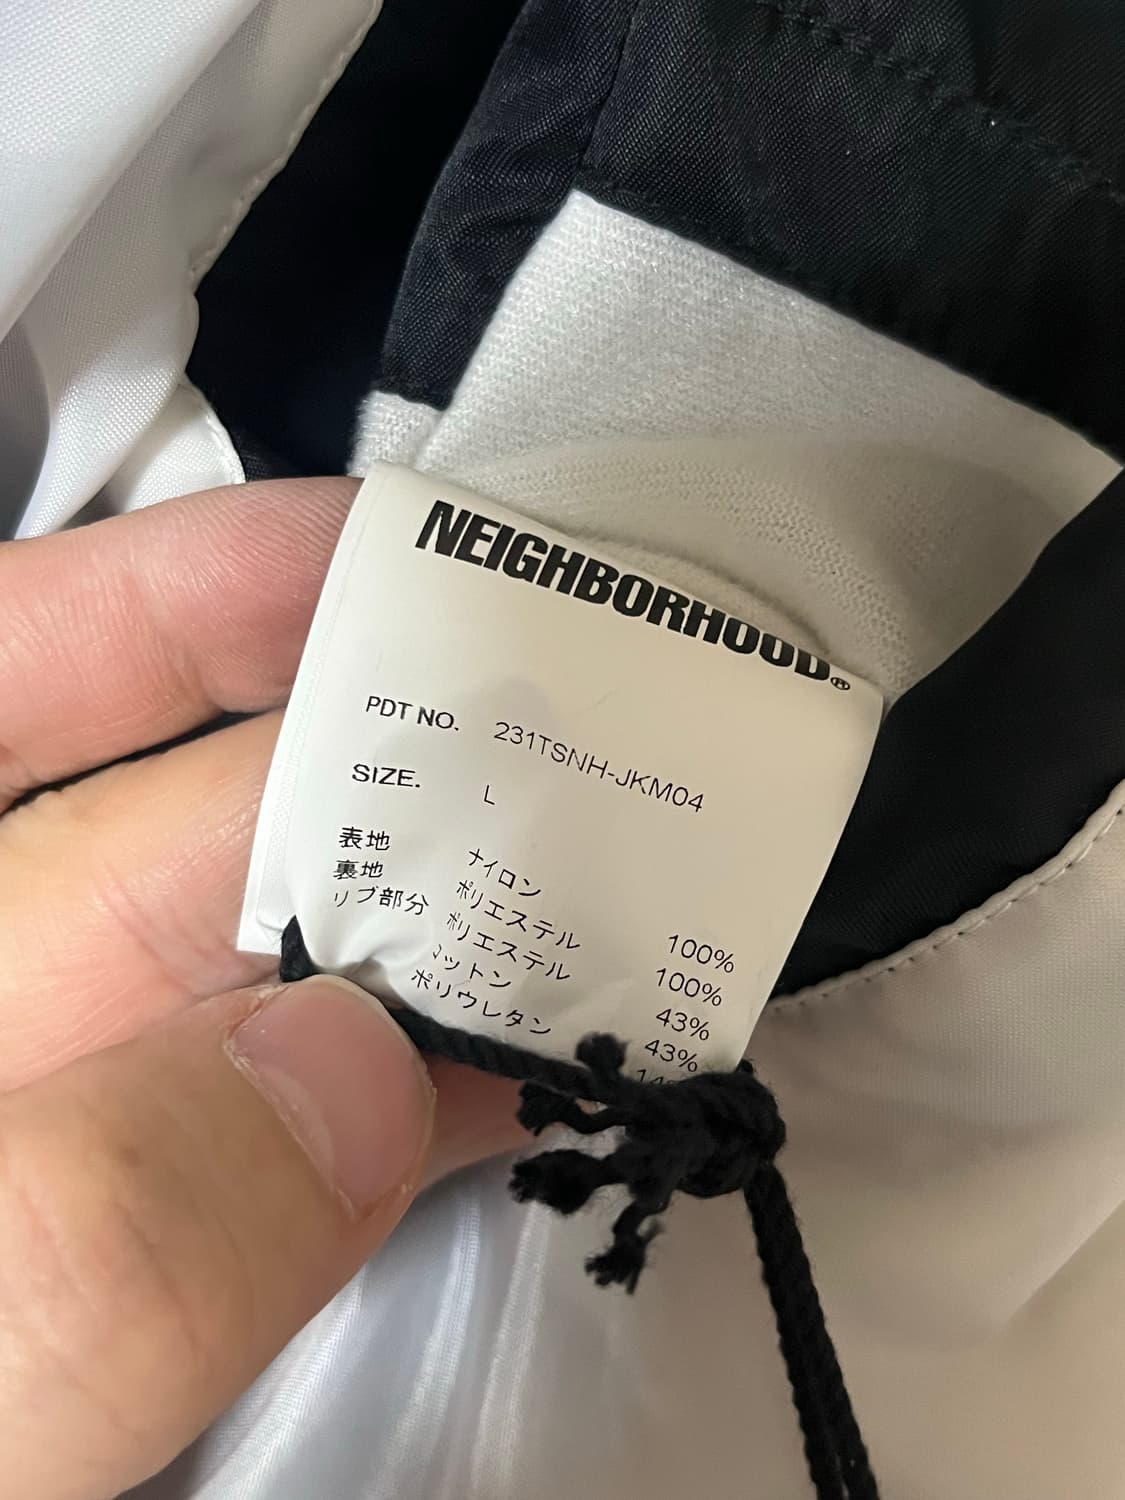 NEIGHBORHOOD®
PDT NO. 231TSNH-JKM04
SIZE. L
表地 ナイロン 100%
裏地 ポリエステル 100%
リブ部分 ポリエステル 43%
コットン 43%
ポリウレタン